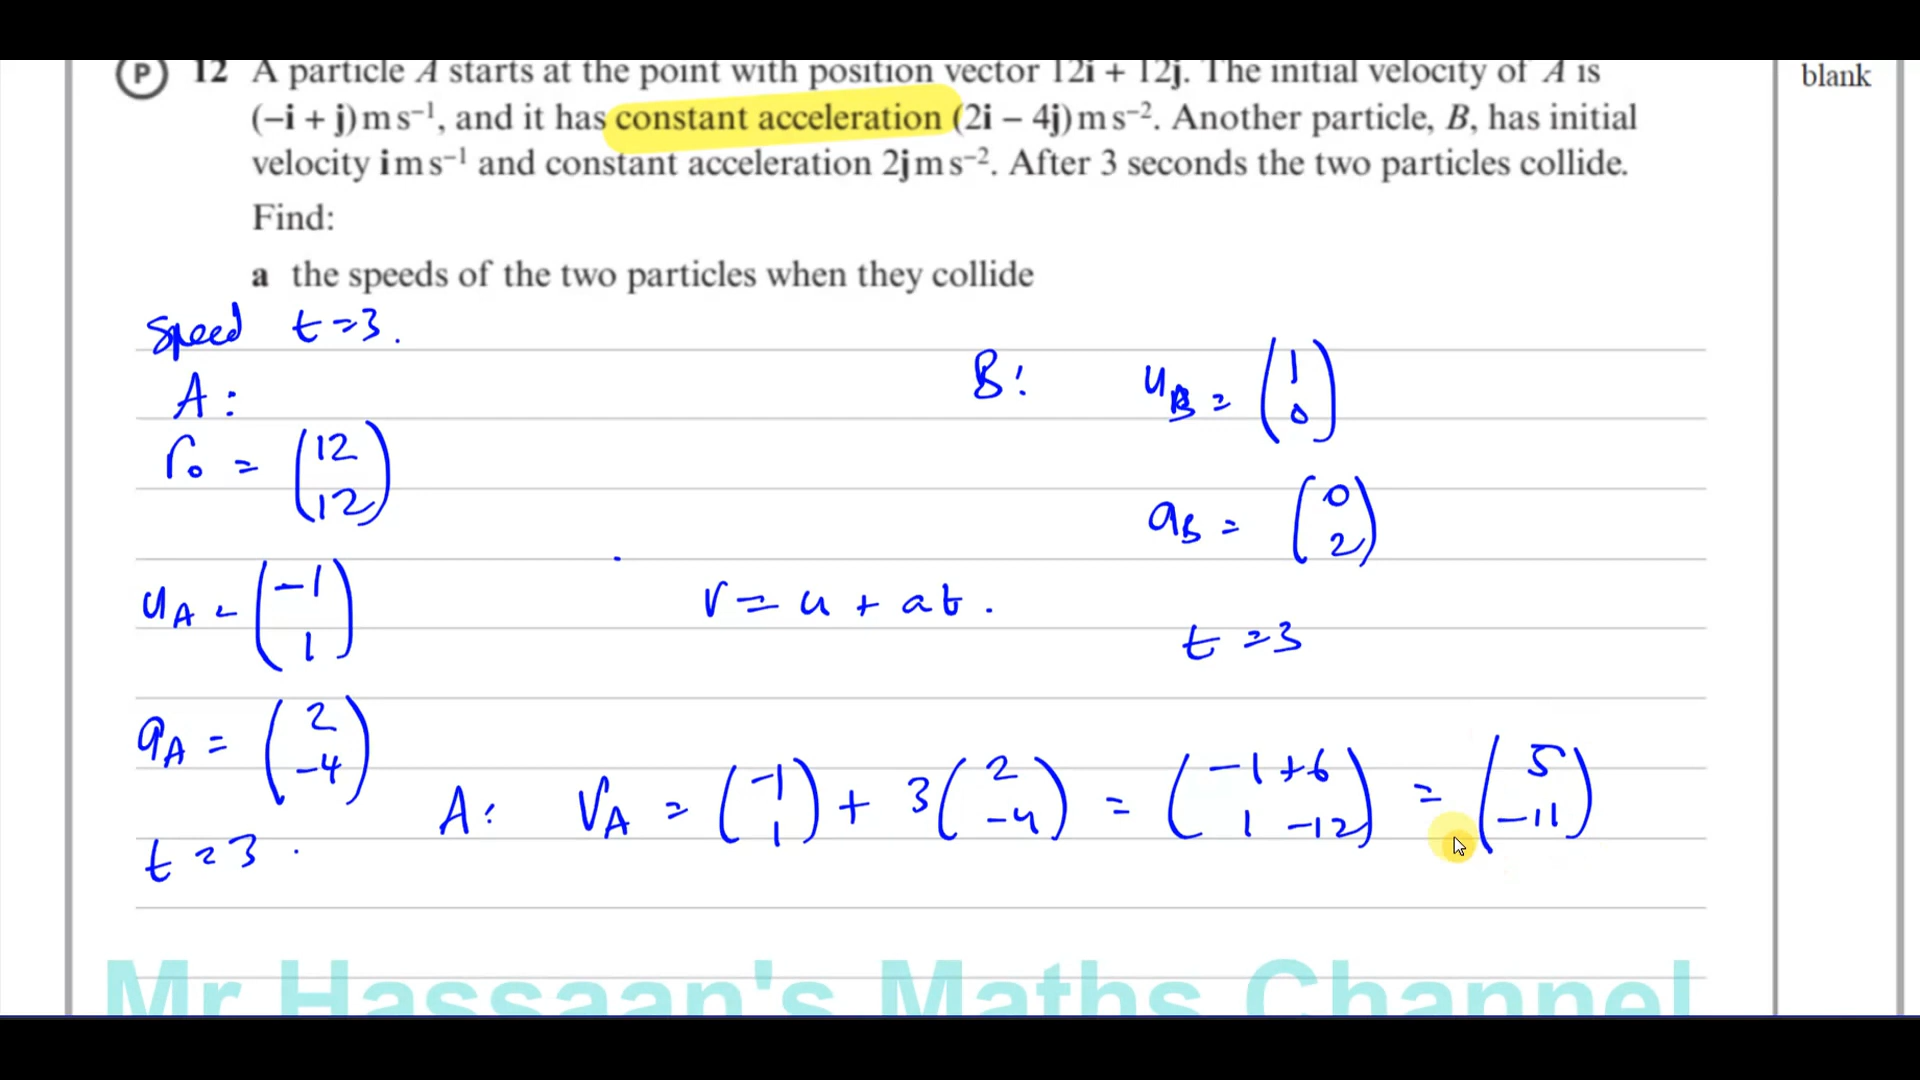 P 12 A particle A starts at the point with position vector 12i + 12j. The initial velocity of A is
blank
(−i + j) m s⁻¹, and it has constant acceleration (2i − 4j) m s⁻². Another particle, B, has initial
velocity i m s⁻¹ and constant acceleration 2j m s⁻². After 3 seconds the two particles collide.
Find:
a the speeds of the two particles when they collide
Speed t=3.
A:
r₀ = (12 12)
u_A = (-1 1)
a_A = (2 -4)
t=3.
B:
u_B = (1 0)
a_B = (0 2)
t=3
v = u + at.
A: V_A = (-1 1) + 3(2 -4) = (-1+6 1-12) = (5 -11)
Mr Hassaan's Maths Channel